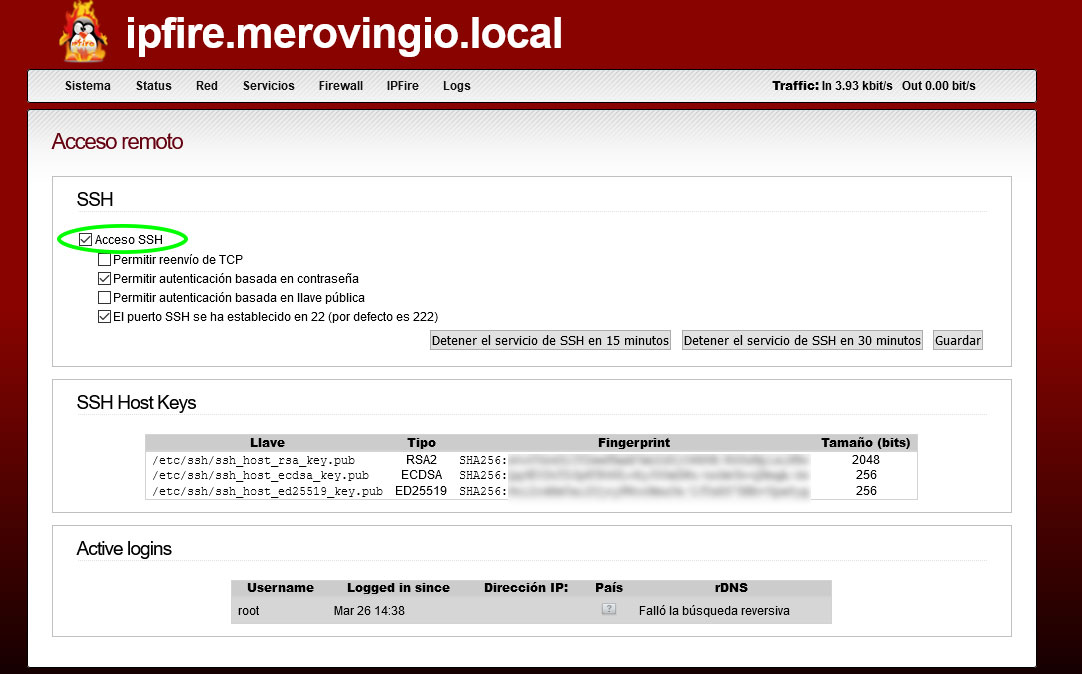 ipfire.merovingio.local
Sistema Status Red Servicios Firewall IPFire Logs Traffic: In 3.93 kbit/s Out 0.00 bit/s
Acceso remoto
SSH
Acceso SSH
Permitir reenvío de TCP
Permitir autenticación basada en contraseña
Permitir autenticación basada en llave pública
El puerto SSH se ha establecido en 22 (por defecto es 222)
Detener el servicio de SSH en 15 minutos Detener el servicio de SSH en 30 minutos Guardar
SSH Host Keys
Llave Tipo Fingerprint Tamaño (bits)
/etc/ssh/ssh_host_rsa_key.pub RSA2 SHA256: 2048
/etc/ssh/ssh_host_ecdsa_key.pub ECDSA SHA256: 256
/etc/ssh/ssh_host_ed25519_key.pub ED25519 SHA256: 256
Active logins
Username Logged in since Dirección IP: País rDNS
root Mar 26 14:38 ? Falló la búsqueda reversiva